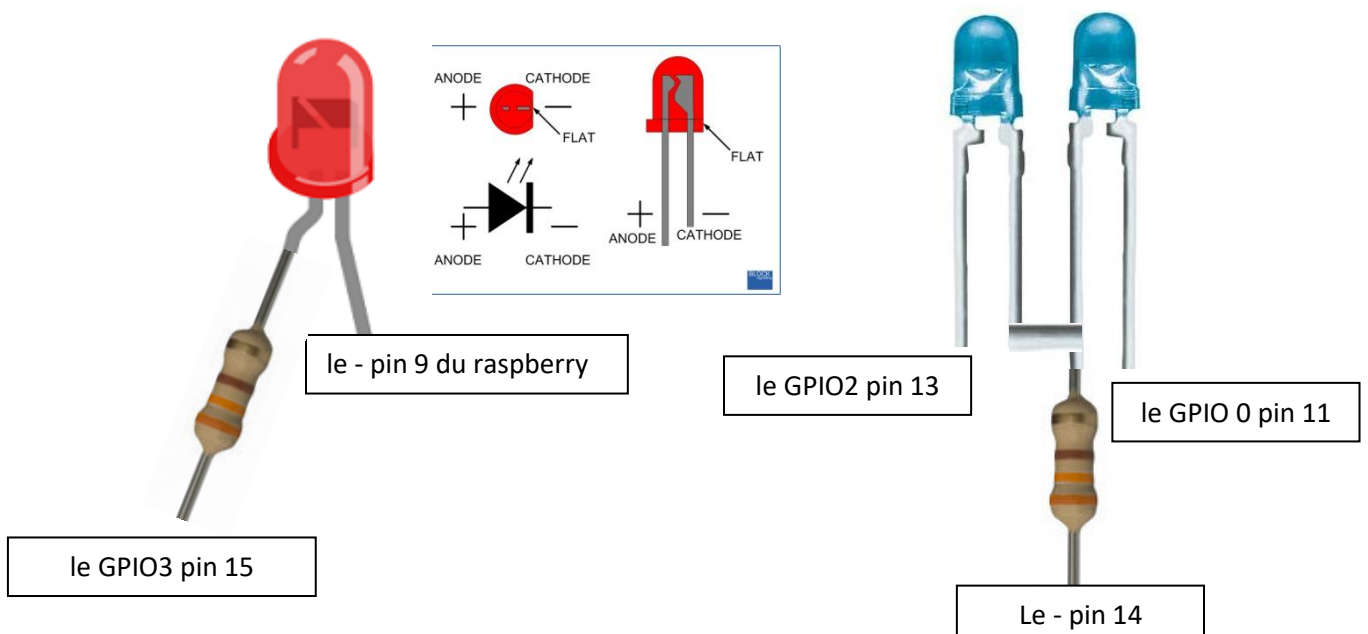 ANODE CATHODE
+ −
FLAT
+ −
ANODE CATHODE
FLAT
+ −
ANODE CATHODE
le - pin 9 du raspberry
le GPIO3 pin 15
le GPIO2 pin 13
le GPIO 0 pin 11
Le - pin 14